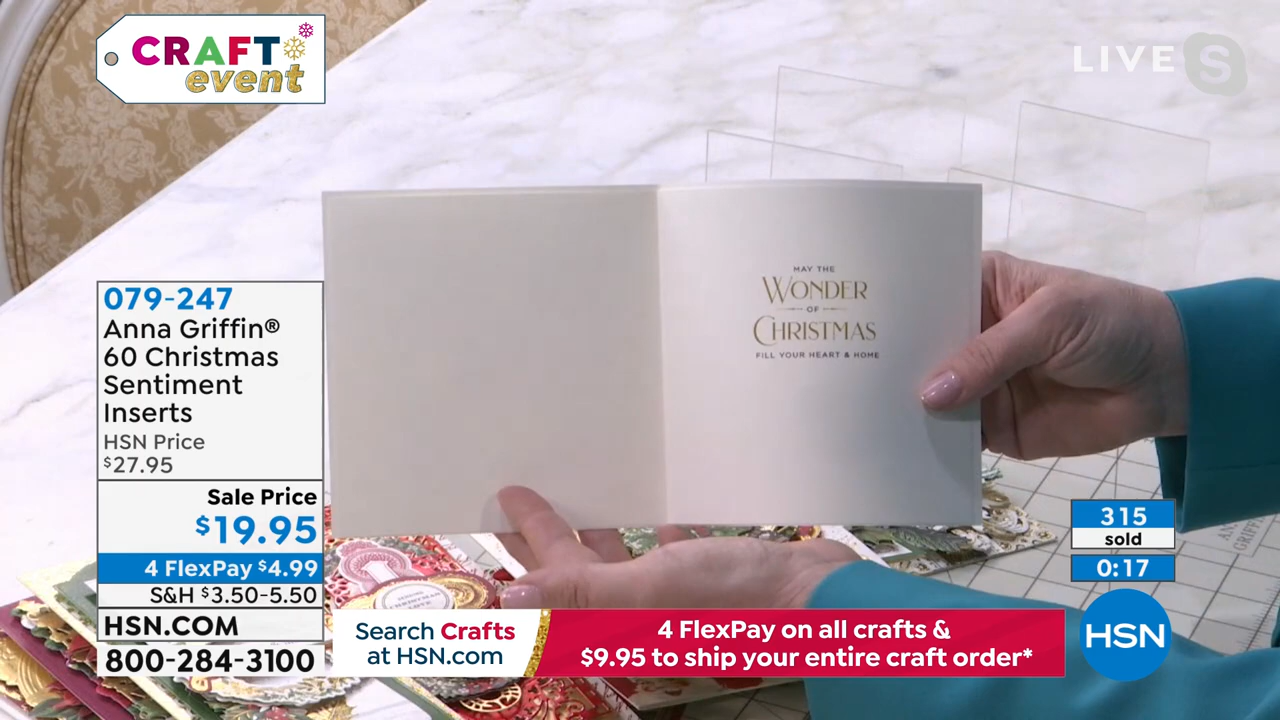 CRAFT
event
LIVE S
MAY THE
WONDER
OF
CHRISTMAS
FILL YOUR HEART & HOME
079-247
Anna Griffin®
60 Christmas
Sentiment
Inserts
HSN Price
$27.95
Sale Price
$19.95
4 FlexPay $4.99
S&H $3.50-5.50
HSN.COM
800-284-3100
315
sold
0:17
HSN
Search Crafts
at HSN.com
4 FlexPay on all crafts &
$9.95 to ship your entire craft order*